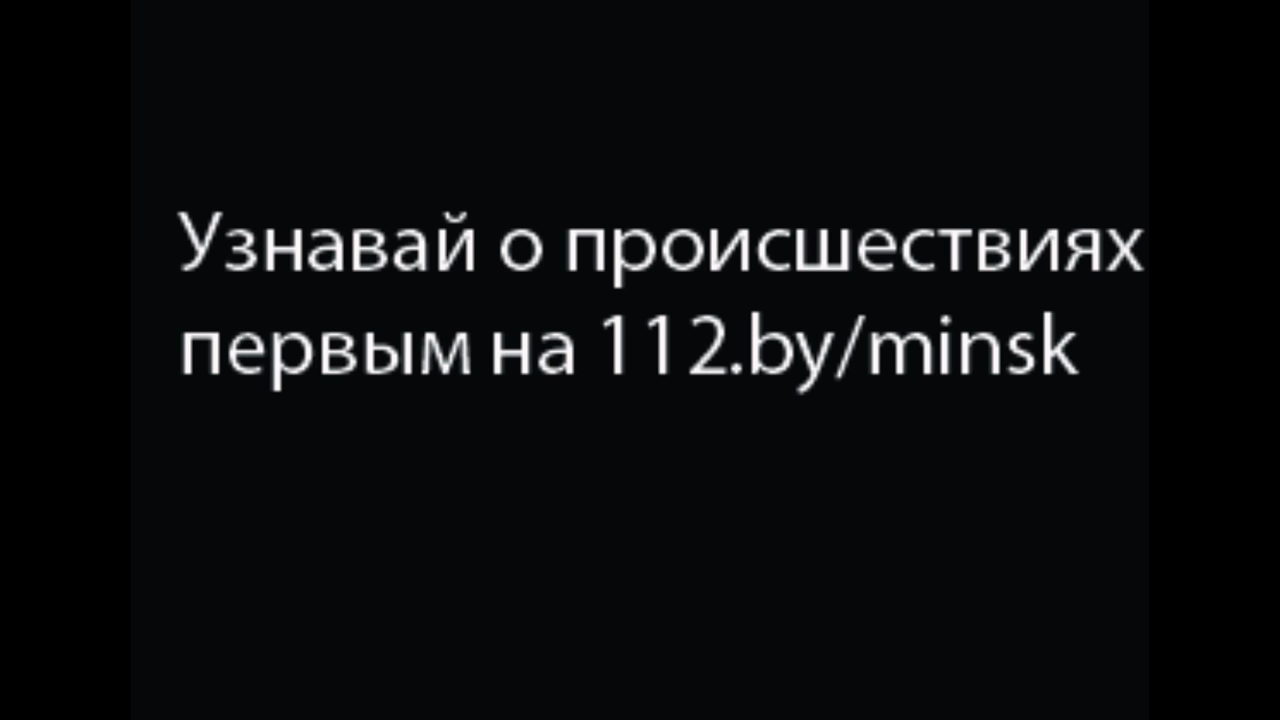 Узнавай о происшествиях
первым на 112.by/minsk